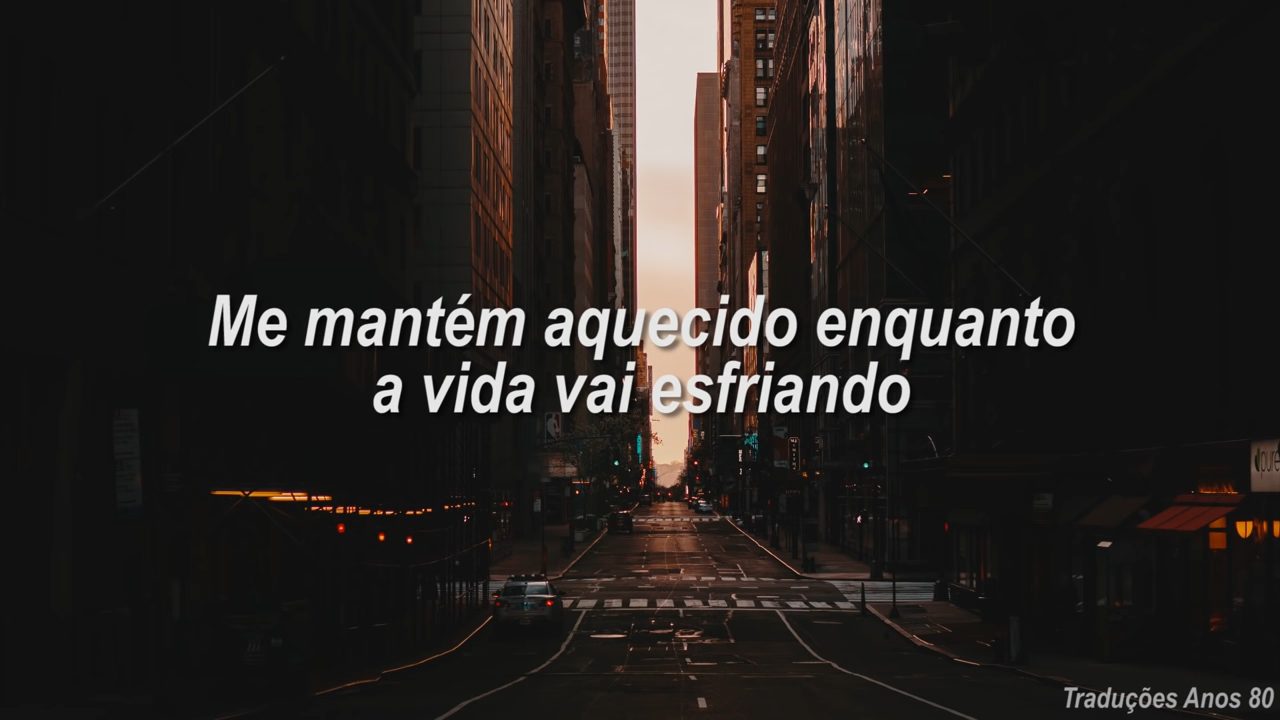 Me mantém aquecido enquanto
a vida vai esfriando
Traduções Anos 80